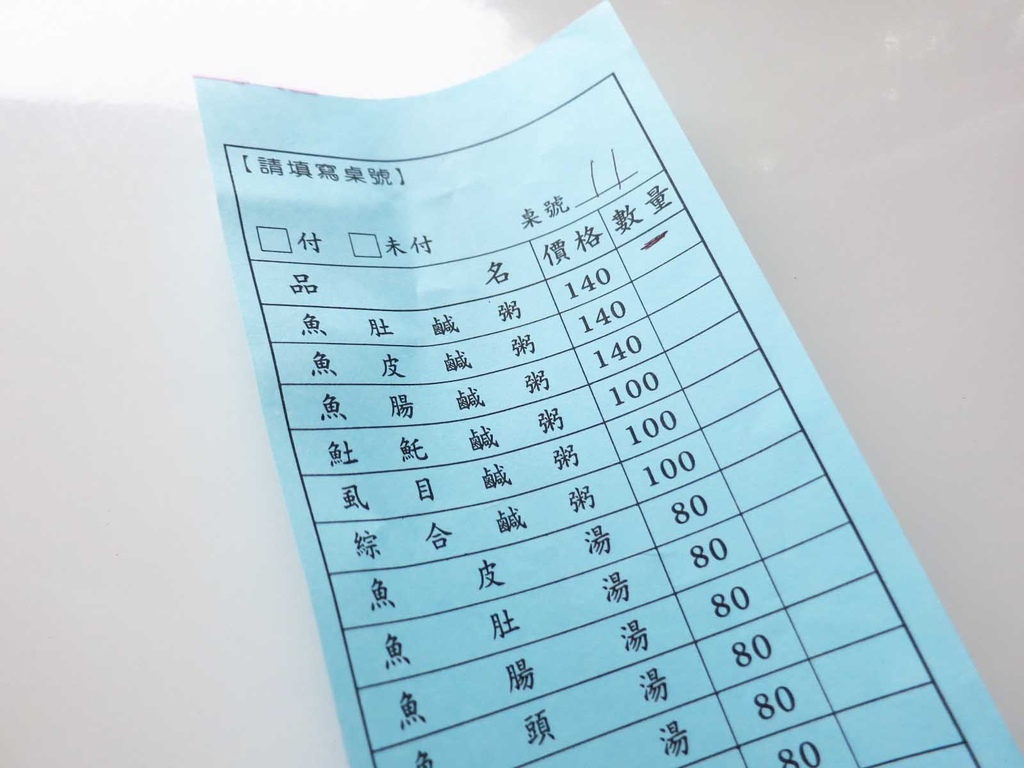 【請填寫桌號】
桌號 11
□付 □未付
品名 價格 數量
魚肚鹹粥 140 一
魚皮鹹粥 140
魚腸鹹粥 140
𩵚魠鹹粥 100
虱目鹹粥 100
綜合鹹粥 100
魚皮湯 80
魚肚湯 80
魚腸湯 80
魚頭湯 80
湯 80
80